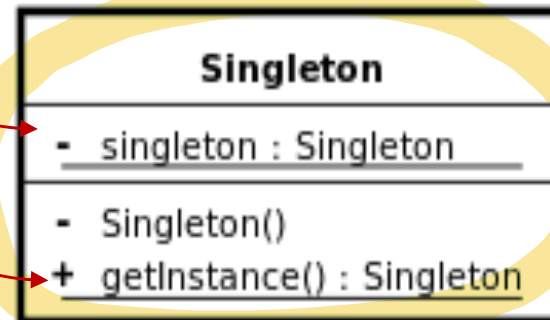 Singleton
- singleton : Singleton
- Singleton()
+ getInstance() : Singleton